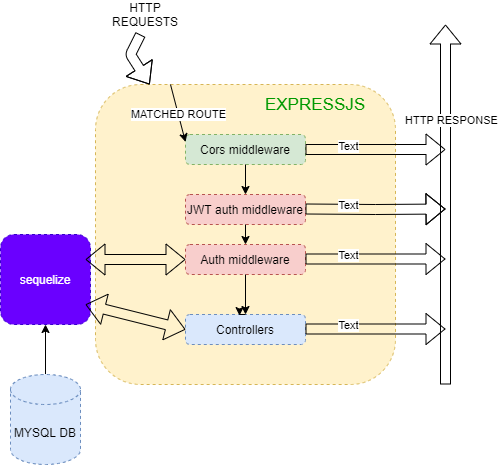 HTTP
REQUESTS
EXPRESSJS
MATCHED ROUTE
HTTP RESPONSE
Cors middleware
Text
JWT auth middleware
Text
Auth middleware
Text
sequelize
Controllers
Text
MYSQL DB